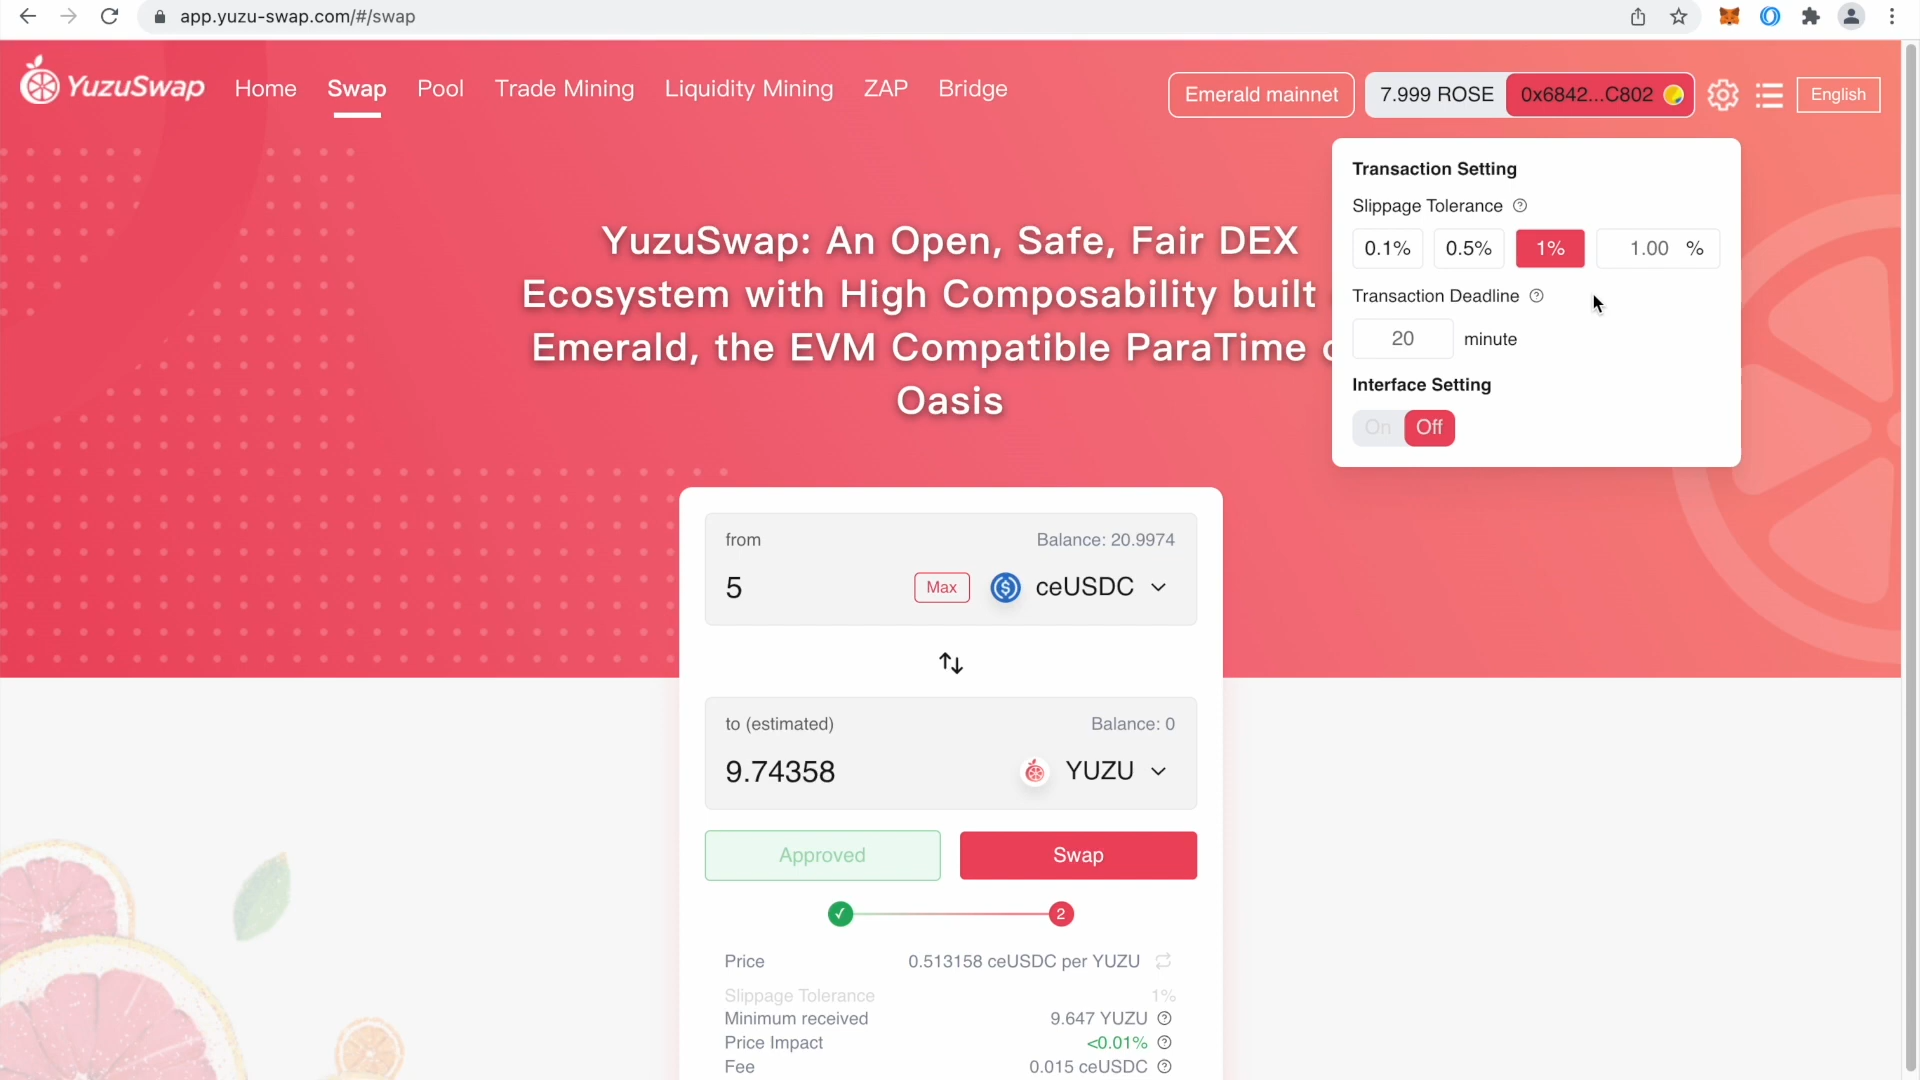 app.yuzu-swap.com/#/swap
YuzuSwap Home Swap Pool Trade Mining Liquidity Mining ZAP Bridge Emerald mainnet 7.999 ROSE 0x6842...C802 English
Transaction Setting
Slippage Tolerance ?
0.1% 0.5% 1% 1.00 %
Transaction Deadline ?
20 minute
Interface Setting
On Off
YuzuSwap: An Open, Safe, Fair DEX
Ecosystem with High Composability built
Emerald, the EVM Compatible ParaTime
Oasis
from Balance: 20.9974
5 Max ceUSDC
to (estimated) Balance: 0
9.74358 YUZU
Approved Swap
2
Price 0.513158 ceUSDC per YUZU
Slippage Tolerance 1%
Minimum received 9.647 YUZU ?
Price Impact <0.01% ?
Fee 0.015 ceUSDC ?